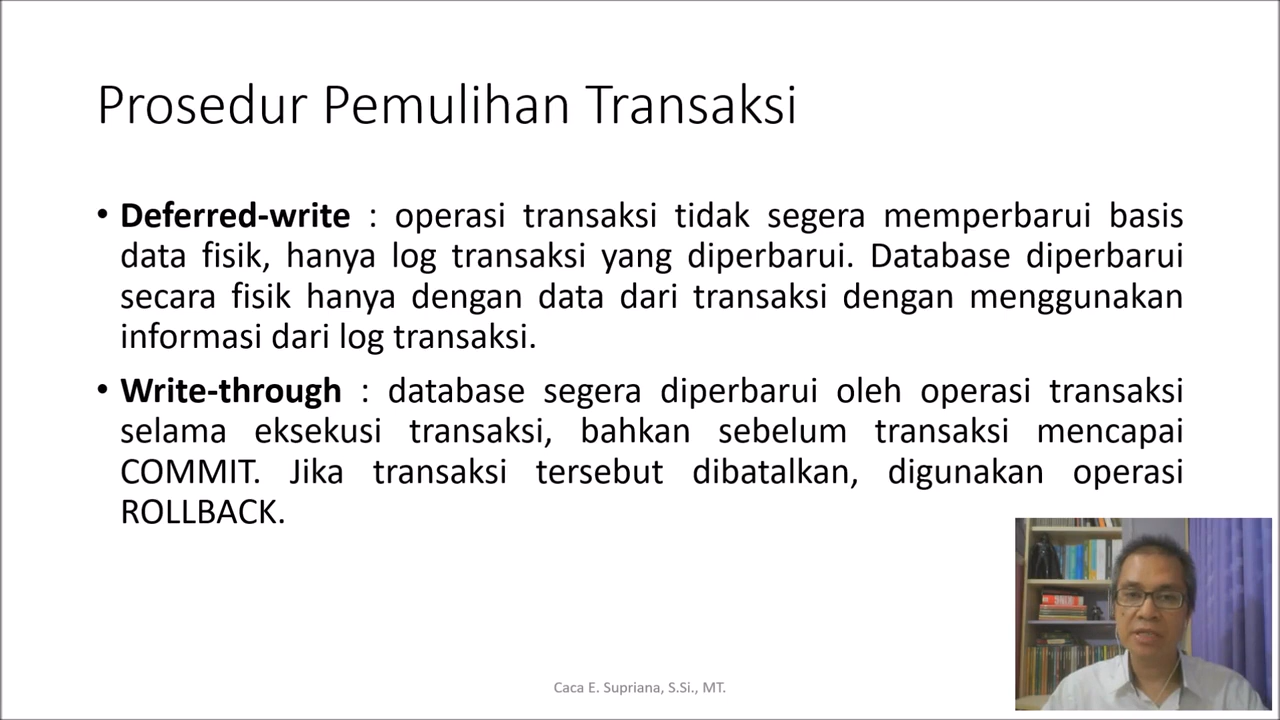 Prosedur Pemulihan Transaksi
• Deferred-write : operasi transaksi tidak segera memperbarui basis
data fisik, hanya log transaksi yang diperbarui. Database diperbarui
secara fisik hanya dengan data dari transaksi dengan menggunakan
informasi dari log transaksi.
• Write-through : database segera diperbarui oleh operasi transaksi
selama eksekusi transaksi, bahkan sebelum transaksi mencapai
COMMIT. Jika transaksi tersebut dibatalkan, digunakan operasi
ROLLBACK.
Caca E. Supriana, S.Si., MT.